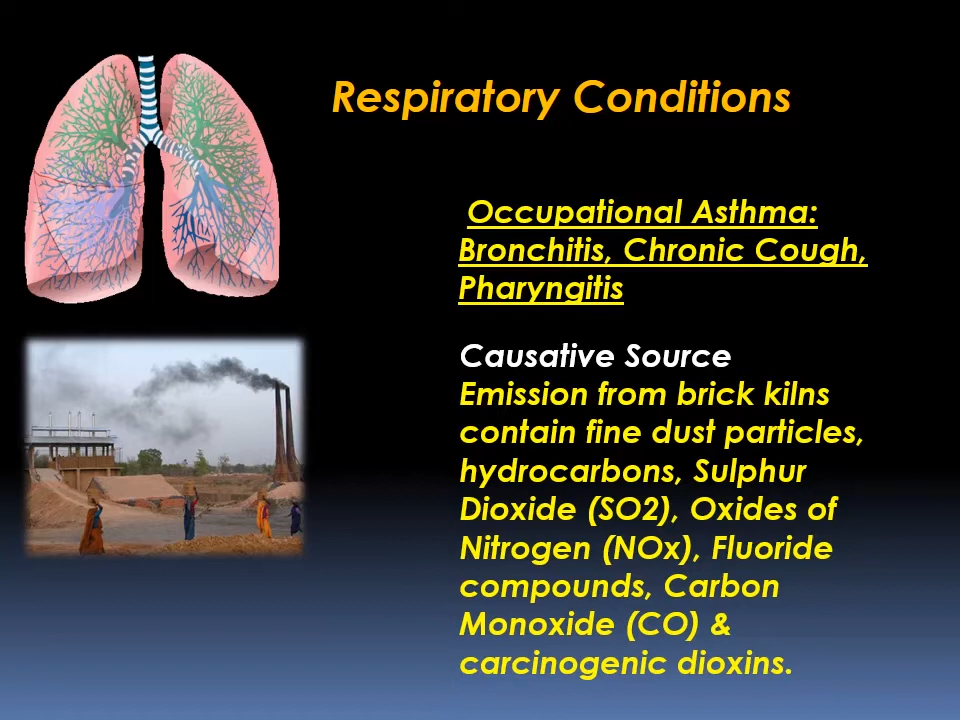 Respiratory Conditions
Occupational Asthma:
Bronchitis, Chronic Cough,
Pharyngitis
Causative Source
Emission from brick kilns
contain fine dust particles,
hydrocarbons, Sulphur
Dioxide (SO2), Oxides of
Nitrogen (NOx), Fluoride
compounds, Carbon
Monoxide (CO) &
carcinogenic dioxins.